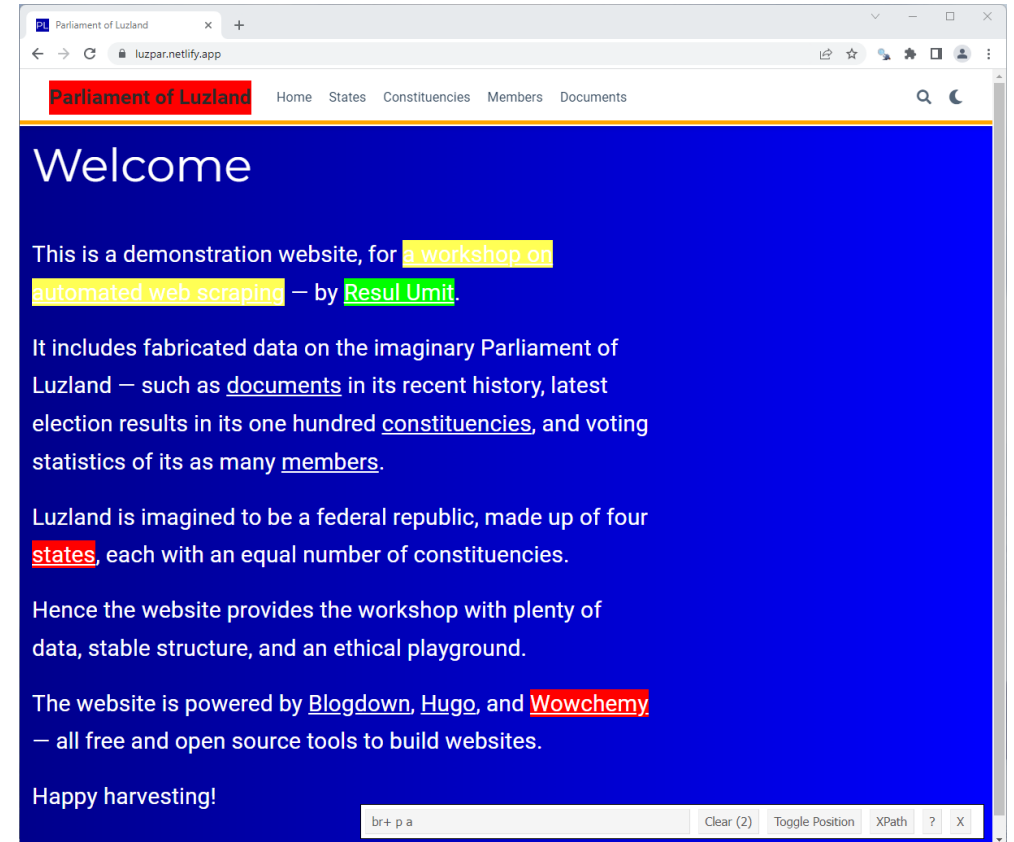 PL Parliament of Luzland × +
luzpar.netlify.app
Parliament of Luzland Home States Constituencies Members Documents
Welcome
This is a demonstration website, for a workshop on
automated web scraping — by Resul Umit.
It includes fabricated data on the imaginary Parliament of
Luzland — such as documents in its recent history, latest
election results in its one hundred constituencies, and voting
statistics of its as many members.
Luzland is imagined to be a federal republic, made up of four
states, each with an equal number of constituencies.
Hence the website provides the workshop with plenty of
data, stable structure, and an ethical playground.
The website is powered by Blogdown, Hugo, and Wowchemy
— all free and open source tools to build websites.
Happy harvesting!
br+ p a Clear (2) Toggle Position XPath ? X